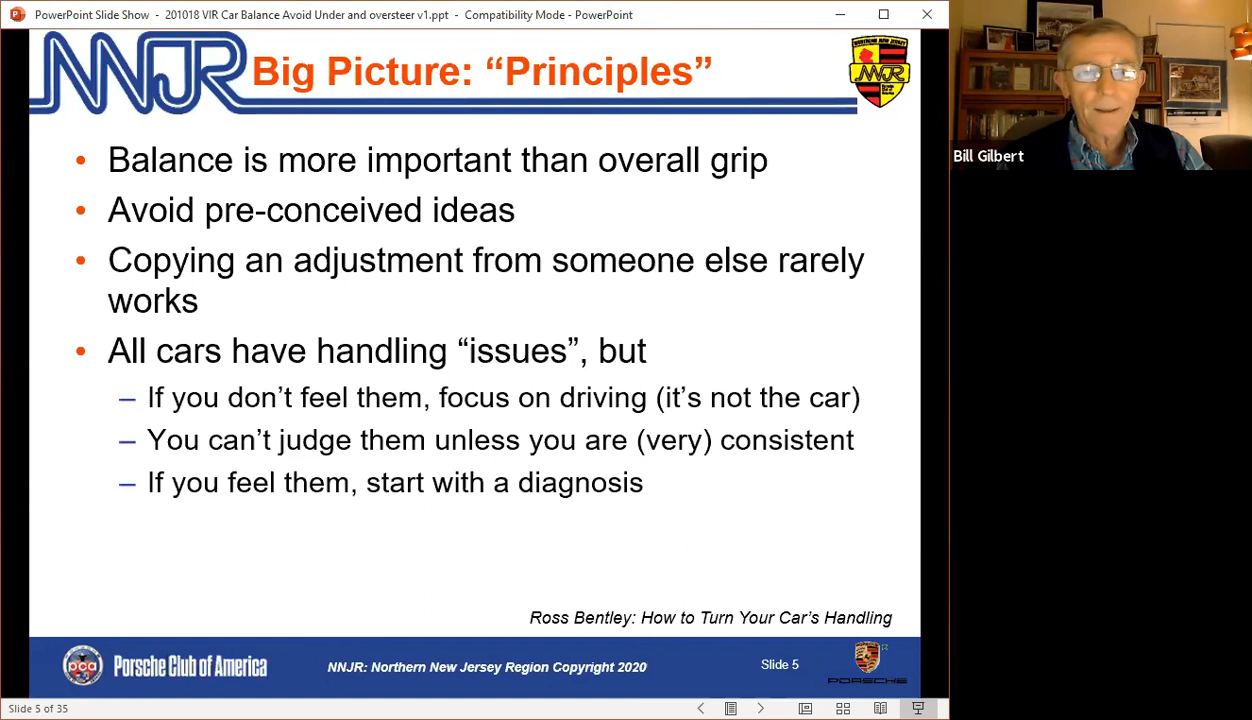 PowerPoint Slide Show - 201018 VIR Car Balance Avoid Under and oversteer v1.ppt - Compatibility Mode - PowerPoint
NNJR
Big Picture: “Principles”
NNJR
Bill Gilbert
• Balance is more important than overall grip
• Avoid pre-conceived ideas
• Copying an adjustment from someone else rarely
works
• All cars have handling “issues”, but
– If you don’t feel them, focus on driving (it’s not the car)
– You can’t judge them unless you are (very) consistent
– If you feel them, start with a diagnosis
Ross Bentley: How to Turn Your Car’s Handling
pca
Porsche Club of America
NNJR: Northern New Jersey Region Copyright 2020
Slide 5
PORSCHE
Slide 5 of 35